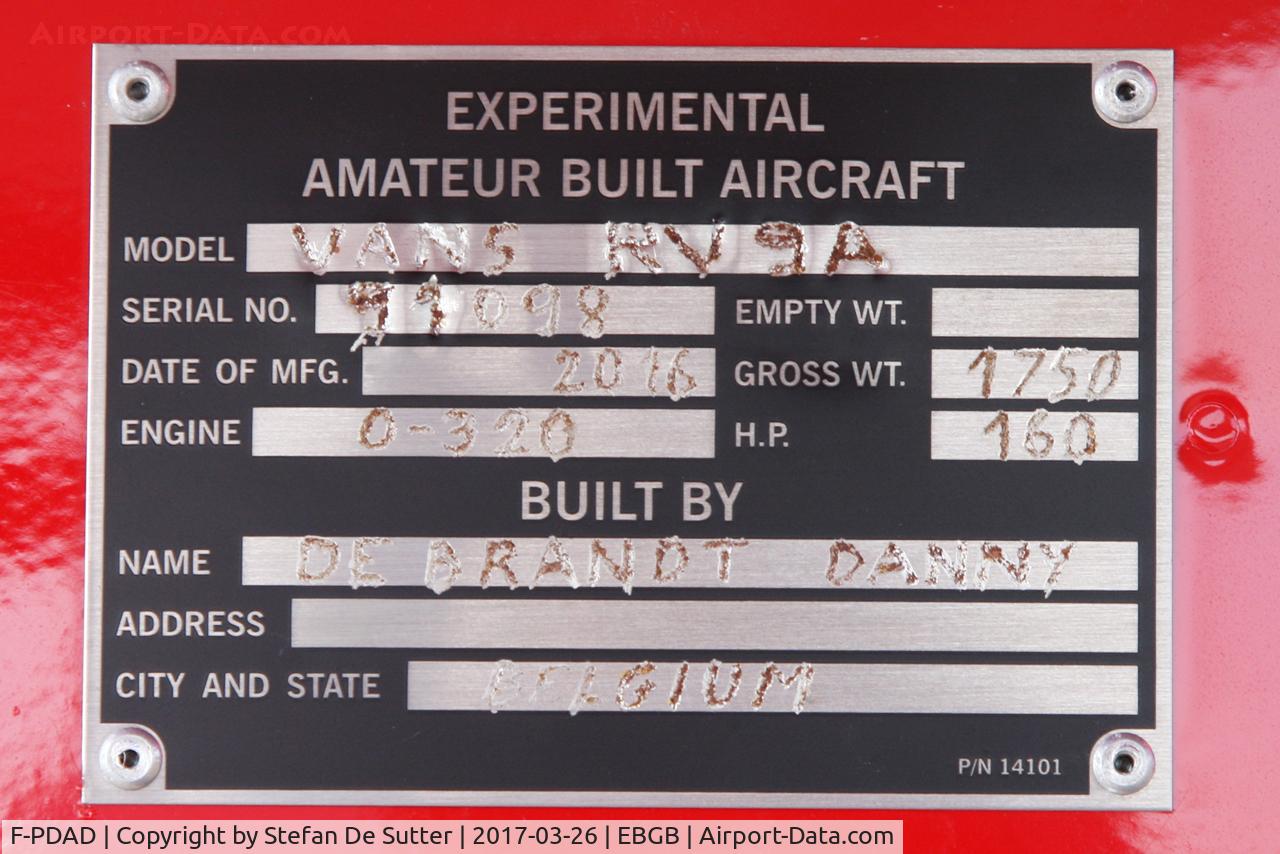 Airport-Data.com
EXPERIMENTAL
AMATEUR BUILT AIRCRAFT
MODEL VANS RV9A
SERIAL NO. 91098 EMPTY WT.
DATE OF MFG. 2016 GROSS WT. 1750
ENGINE O-320 H.P. 160
BUILT BY
NAME DE BRANDT DANNY
ADDRESS
CITY AND STATE BELGIUM
P/N 14101
F-PDAD | Copyright by Stefan De Sutter | 2017-03-26 | EBGB | Airport-Data.com